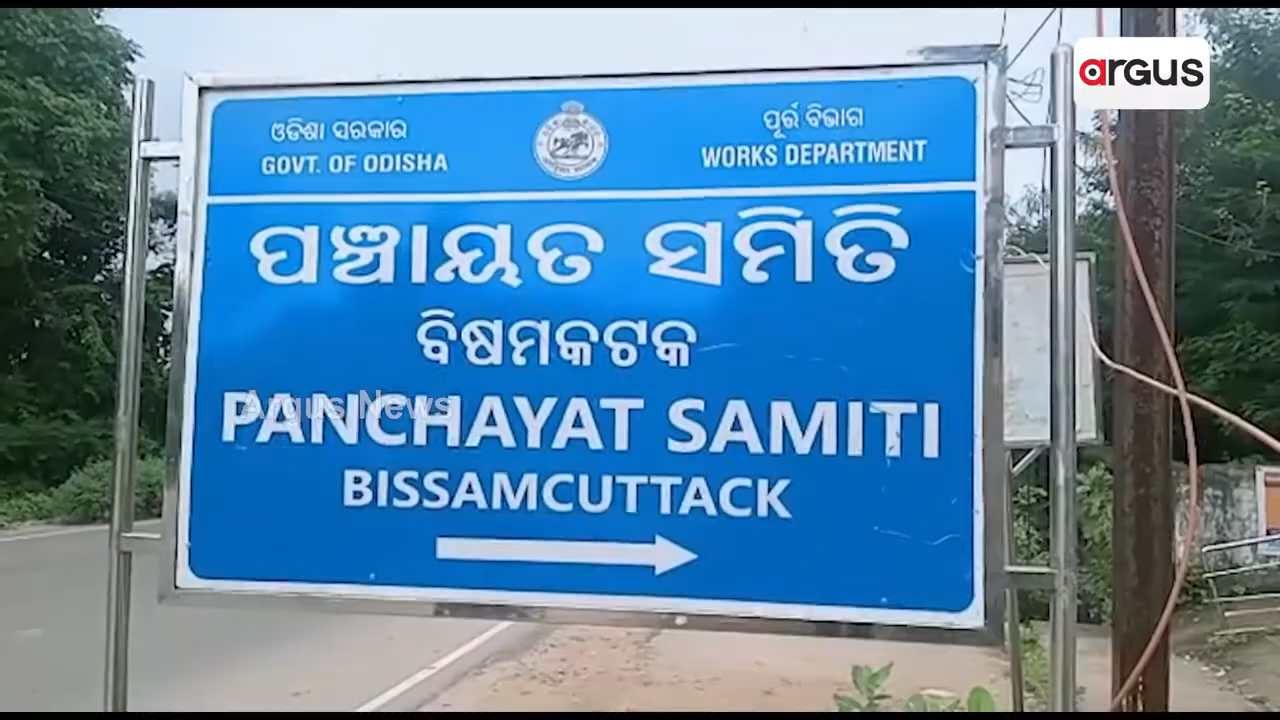 argus
ଓଡିଶା ସରକାର
GOVT. OF ODISHA
ପୂର୍ତ୍ତ ବିଭାଗ
WORKS DEPARTMENT
ପଞ୍ଚାୟତ ସମିତି
ବିଷମକଟକ
Argus News
PANCHAYAT SAMITI
BISSAMCUTTACK